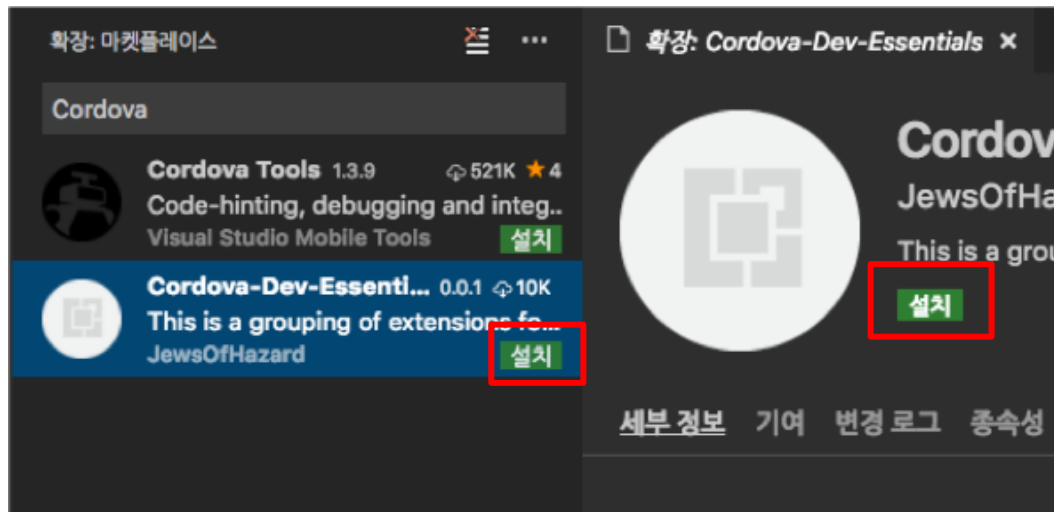 확장: 마켓플레이스
Cordova
Cordova Tools 1.3.9 521K ★ 4
Code-hinting, debugging and integ..
Visual Studio Mobile Tools 설치
Cordova-Dev-Essenti... 0.0.1 10K
This is a grouping of extensions fo...
JewsOfHazard 설치
확장: Cordova-Dev-Essentials ×
Cordov
JewsOfHa
This is a grou
설치
세부 정보 기여 변경 로그 종속성